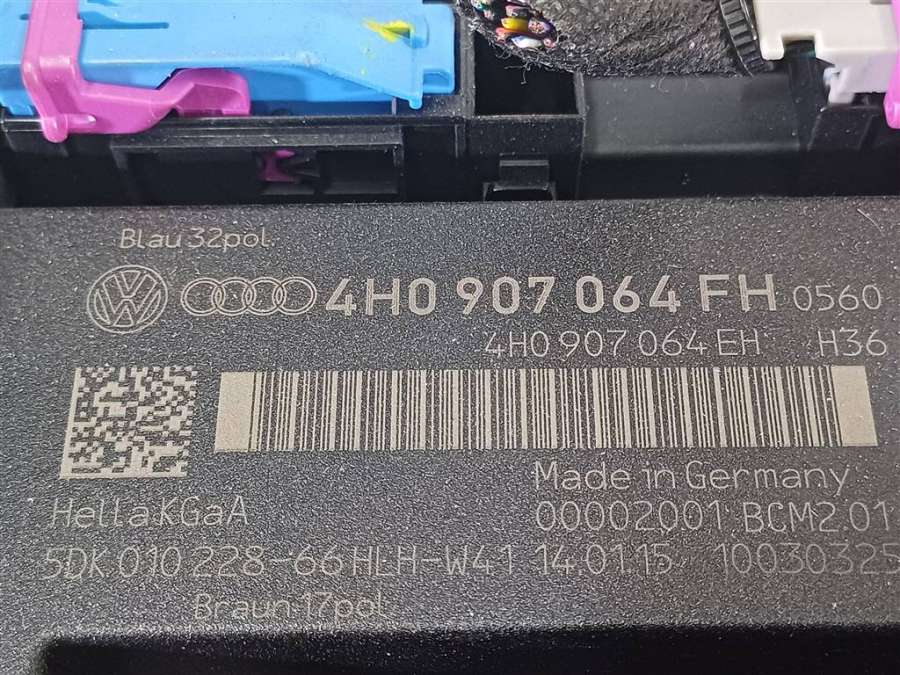 Blau 32pol.
4H0 907 064 FH 0560
4H0 907 064 EH H36
Made in Germany
Hella KGaA 00002001 BCM2 01
5DK 010 228-66 HLH-W41 14.01.15 10030325
Braun 17pol.